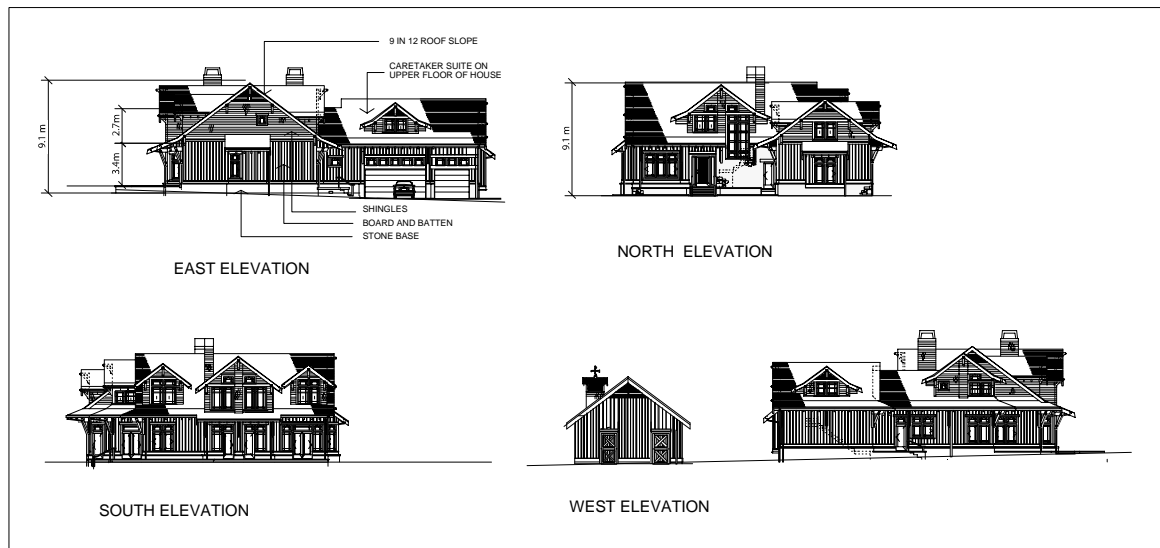 9 IN 12 ROOF SLOPE
CARETAKER SUITE ON
UPPER FLOOR OF HOUSE
9.1 m
2.7m
3.4m
SHINGLES
BOARD AND BATTEN
STONE BASE
EAST ELEVATION
9.1 m
NORTH ELEVATION
SOUTH ELEVATION
WEST ELEVATION